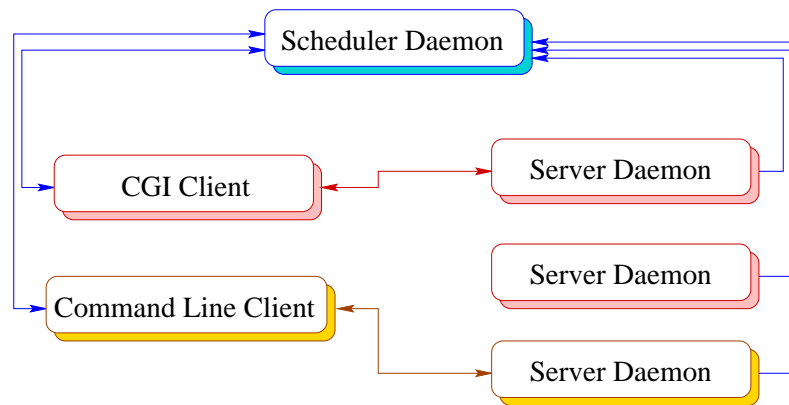 Scheduler Daemon
CGI Client
Server Daemon
Server Daemon
Command Line Client
Server Daemon